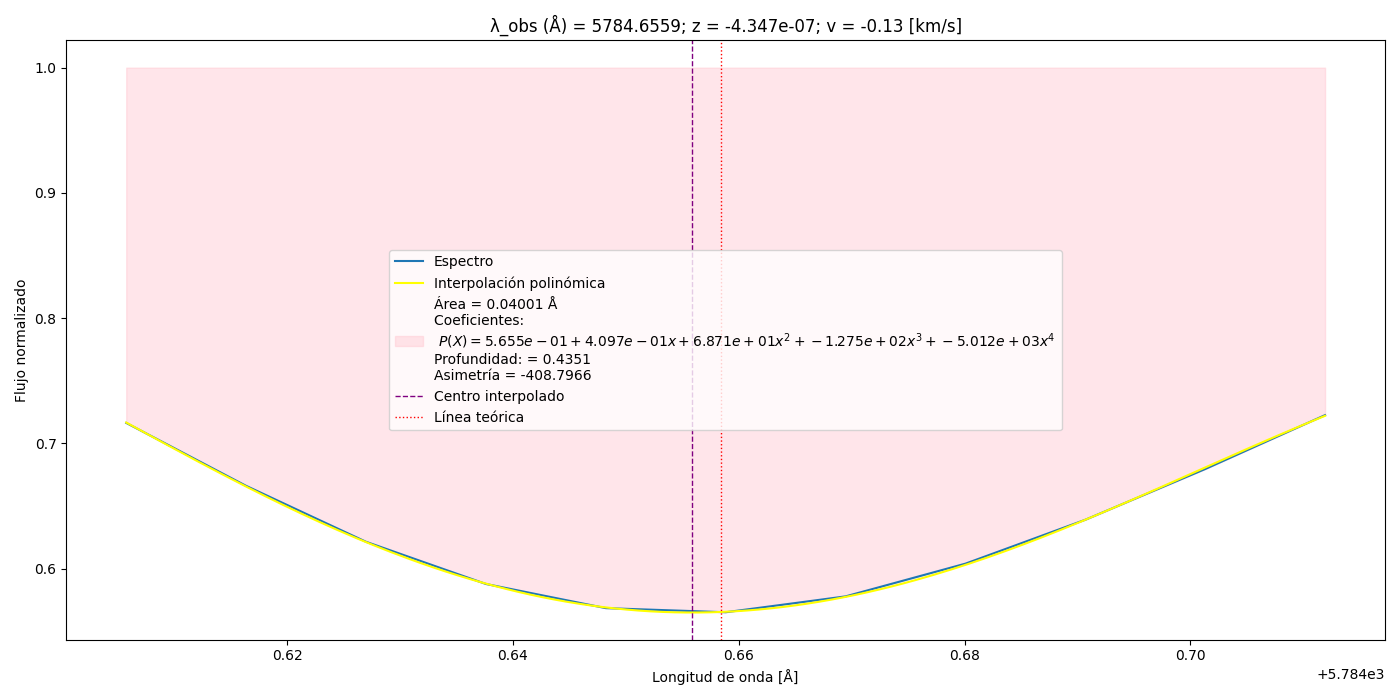 λ_obs (Å) = 5784.6559; z = -4.347e-07; v = -0.13 [km/s]
Flujo normalizado
1.0
0.9
0.8
0.7
0.6
Espectro
Interpolación polinómica
Área = 0.04001 Å
Coeficientes:
P(X) = 5.655e − 01 + 4.097e − 01x + 6.871e + 01x² + −1.275e + 02x³ + −5.012e + 03x⁴
Profundidad: = 0.4351
Asimetría = -408.7966
Centro interpolado
Línea teórica
0.62 0.64 0.66 0.68 0.70
+5.784e3
Longitud de onda [Å]